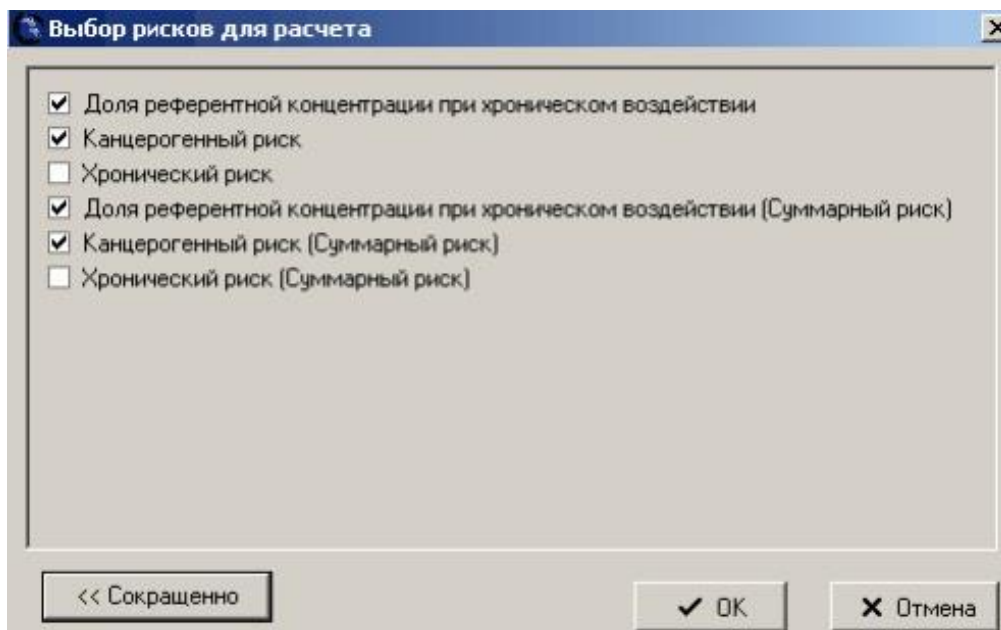 Выбор рисков для расчета
Доля референтной концентрации при хроническом воздействии
Канцерогенный риск
Хронический риск
Доля референтной концентрации при хроническом воздействии (Суммарный риск)
Канцерогенный риск (Суммарный риск)
Хронический риск (Суммарный риск)
<< Сокращенно
OK
Отмена